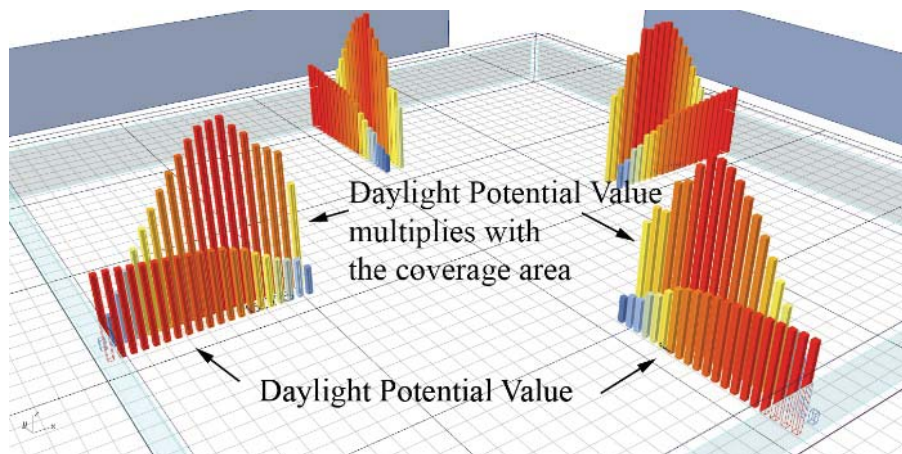 Daylight Potential Value
multiplies with
the coverage area
Daylight Potential Value